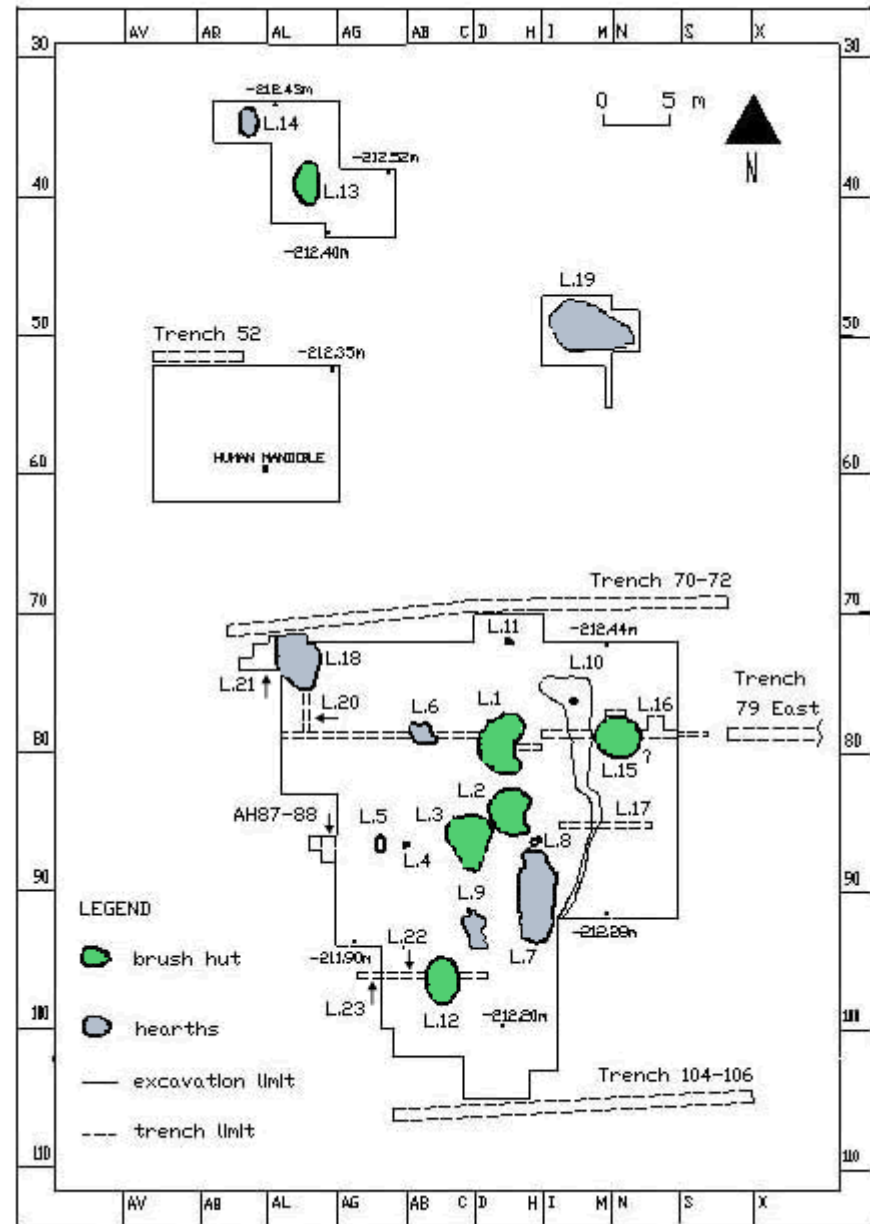 AV AR AL AG AB C D H I M N S X
30 30
-212.43m
0 5 m
L.14
-212.52m
N
L.13
40 40
-212.40m
L.19
Trench 52
50 50
-212.35m
HUMAN MANDIBLE
60 60
Trench 70-72
70 70
L.11
-212.44m
L.18
L.10
L.21
Trench
79 East
L.20
L.6
L.1
L.16
80 80
L.15 ?
L.2
AH87-88
L.5
L.3
L.17
L.4
L.8
90 90
LEGEND
L.9
L.22
L.7
-212.28m
brush hut
-211.90m
L.23
L.12
-212.20m
100 100
hearths
excavation limit
Trench 104-106
trench limit
110 110
AV AB AL AG AB C D H I M N S X